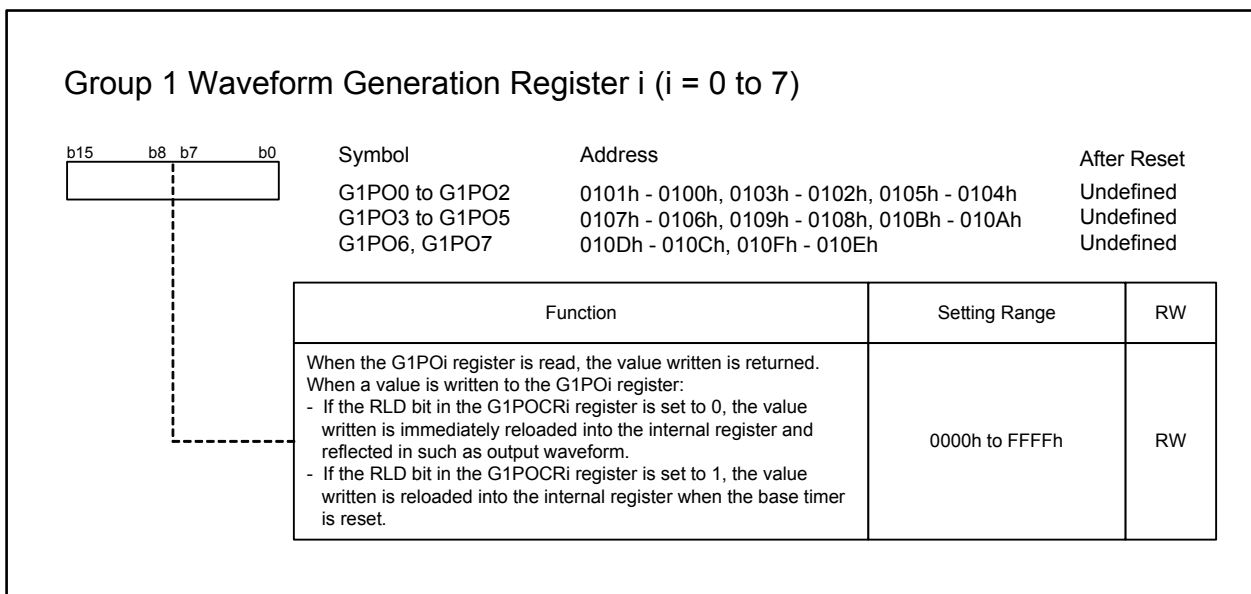 Group 1 Waveform Generation Register i (i = 0 to 7)
b15 b8 b7 b0
Symbol Address After Reset
G1PO0 to G1PO2 0101h - 0100h, 0103h - 0102h, 0105h - 0104h Undefined
G1PO3 to G1PO5 0107h - 0106h, 0109h - 0108h, 010Bh - 010Ah Undefined
G1PO6, G1PO7 010Dh - 010Ch, 010Fh - 010Eh Undefined
Function Setting Range RW
When the G1POi register is read, the value written is returned.
When a value is written to the G1POi register:
- If the RLD bit in the G1POCRi register is set to 0, the value
written is immediately reloaded into the internal register and
reflected in such as output waveform.
- If the RLD bit in the G1POCRi register is set to 1, the value
written is reloaded into the internal register when the base timer
is reset.
0000h to FFFFh RW